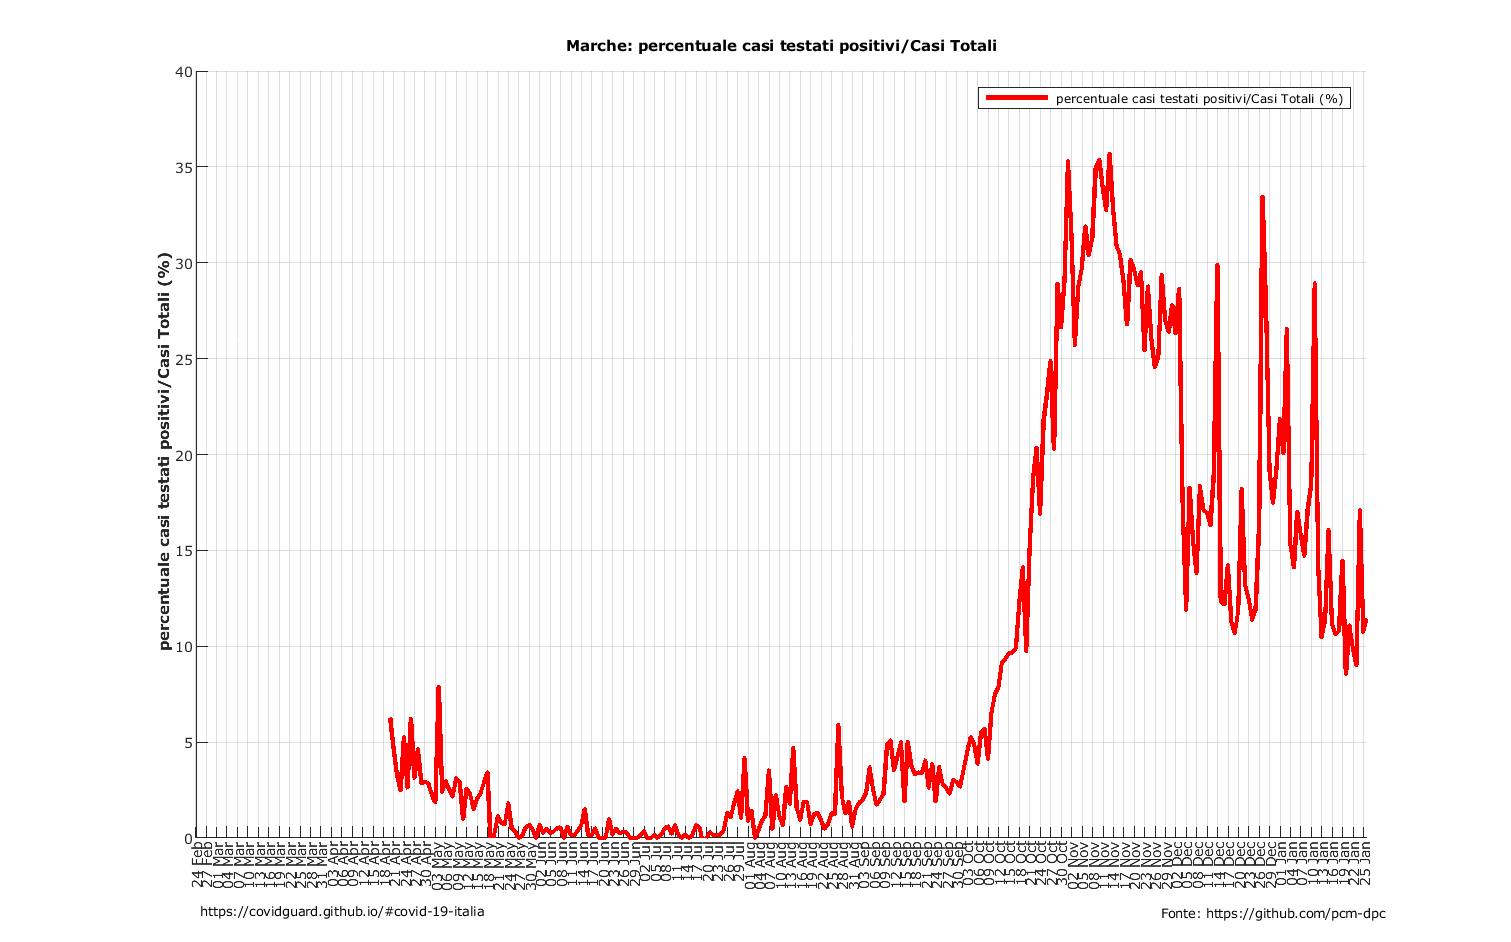 Marche: percentuale casi testati positivi/Casi Totali
percentuale casi testati positivi/Casi Totali (%)
percentuale casi testati positivi/Casi Totali (%)
40
35
30
25
20
15
10
5
0
24 Feb
27 Feb
01 Mar
04 Mar
07 Mar
10 Mar
13 Mar
16 Mar
19 Mar
22 Mar
25 Mar
28 Mar
31 Mar
03 Apr
06 Apr
09 Apr
12 Apr
15 Apr
18 Apr
21 Apr
24 Apr
27 Apr
30 Apr
03 May
06 May
09 May
12 May
15 May
18 May
21 May
24 May
27 May
30 May
02 Jun
05 Jun
08 Jun
11 Jun
14 Jun
17 Jun
20 Jun
23 Jun
26 Jun
29 Jun
02 Jul
05 Jul
08 Jul
11 Jul
14 Jul
17 Jul
20 Jul
23 Jul
26 Jul
29 Jul
01 Aug
04 Aug
07 Aug
10 Aug
13 Aug
16 Aug
19 Aug
22 Aug
25 Aug
28 Aug
31 Aug
03 Sep
06 Sep
09 Sep
12 Sep
15 Sep
18 Sep
21 Sep
24 Sep
27 Sep
30 Sep
03 Oct
06 Oct
09 Oct
12 Oct
15 Oct
18 Oct
21 Oct
24 Oct
27 Oct
30 Oct
02 Nov
05 Nov
08 Nov
11 Nov
14 Nov
17 Nov
20 Nov
23 Nov
26 Nov
29 Nov
02 Dec
05 Dec
08 Dec
11 Dec
14 Dec
17 Dec
20 Dec
23 Dec
26 Dec
29 Dec
01 Jan
04 Jan
07 Jan
10 Jan
13 Jan
16 Jan
19 Jan
22 Jan
25 Jan
https://covidguard.github.io/#covid-19-italia
Fonte: https://github.com/pcm-dpc